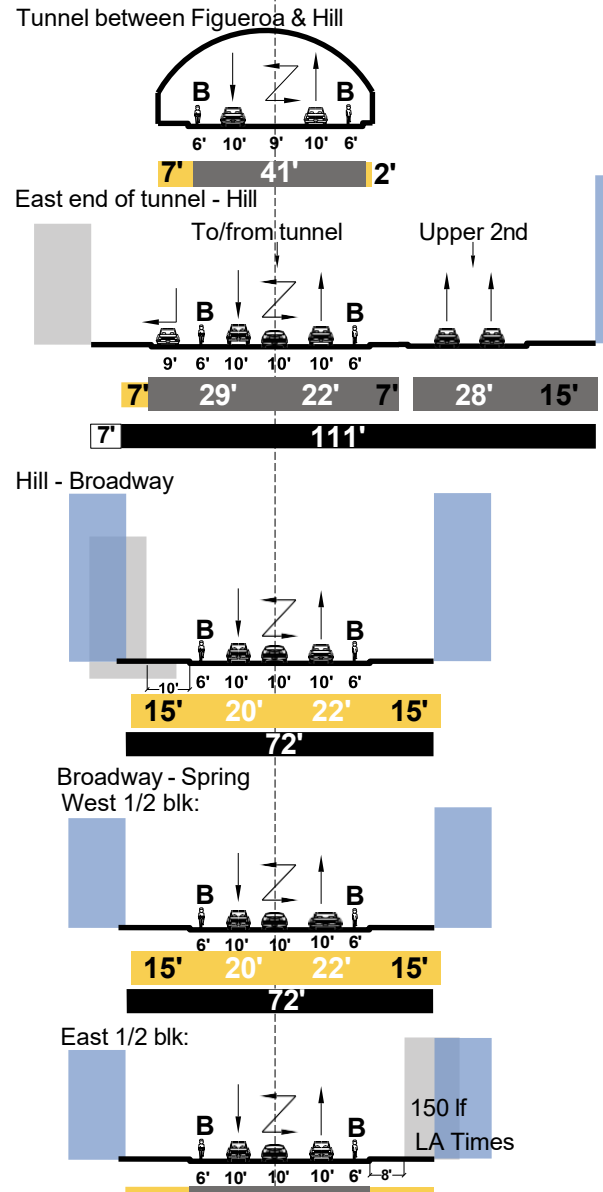 Tunnel between Figueroa & Hill
B B
6' 10' 9' 10' 6'
7' 41' 2'
East end of tunnel - Hill
To/from tunnel Upper 2nd
B B
9' 6' 10' 10' 10' 6'
7' 29' 22' 7' 28' 15'
7' 111'
Hill - Broadway
B B
6' 10' 10' 10' 6'
10'
15' 20' 22' 15'
72'
Broadway - Spring
West 1/2 blk:
B B
6' 10' 10' 10' 6'
15' 20' 22' 15'
72'
East 1/2 blk:
150 lf
B B
LA Times
6' 10' 10' 10' 6' 8'